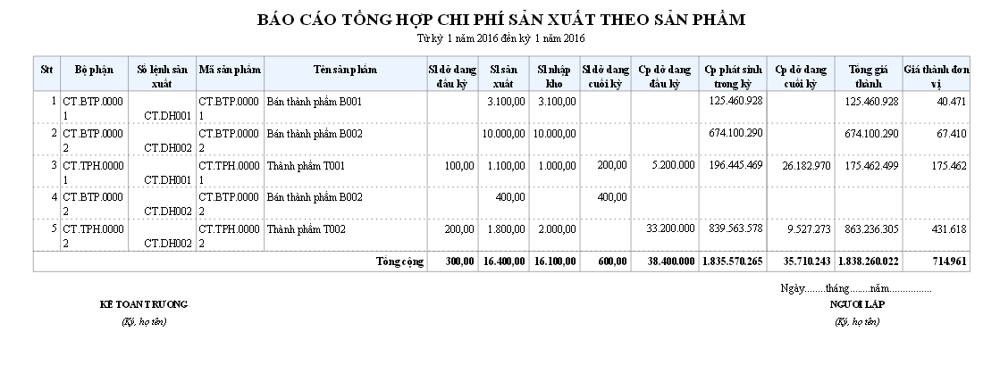 BÁO CÁO TỔNG HỢP CHI PHÍ SẢN XUẤT THEO SẢN PHẨM
Từ kỳ 1 năm 2016 đến kỳ 1 năm 2016
Stt Bộ phận Số lệnh sản xuất Mã sản phẩm Tên sản phẩm Sl dở dang đầu kỳ Sl sản xuất Sl nhập kho Sl dở dang cuối kỳ Cp dở dang đầu kỳ Cp phát sinh trong kỳ Cp dở dang cuối kỳ Tổng giá thành Giá thành đơn vị
1 CT.BTP.00001 CT.DH001 CT.BTP.00001 Bán thành phẩm B001 3.100,00 3.100,00 125.460.928 125.460.928 40.471
2 CT.BTP.00002 CT.DH002 CT.BTP.00002 Bán thành phẩm B002 10.000,00 10.000,00 674.100.290 674.100.290 67.410
3 CT.TPH.00001 CT.DH001 CT.TPH.00001 Thành phẩm T001 100,00 1.100,00 1.000,00 200,00 5.200.000 196.445.469 26.182.970 175.462.499 175.462
4 CT.BTP.00002 CT.DH002 CT.BTP.00002 Bán thành phẩm B002 400,00 400,00
5 CT.TPH.00002 CT.DH002 CT.TPH.00002 Thành phẩm T002 200,00 1.800,00 2.000,00 33.200.000 839.563.578 9.527.273 863.236.305 431.618
Tổng cộng 300,00 16.400,00 16.100,00 600,00 38.400.000 1.835.570.265 35.710.243 1.838.260.022 714.961
Ngày........tháng........năm................
KẾ TOÁN TRƯỞNG NGƯỜI LẬP
(Ký, họ tên) (Ký, họ tên)